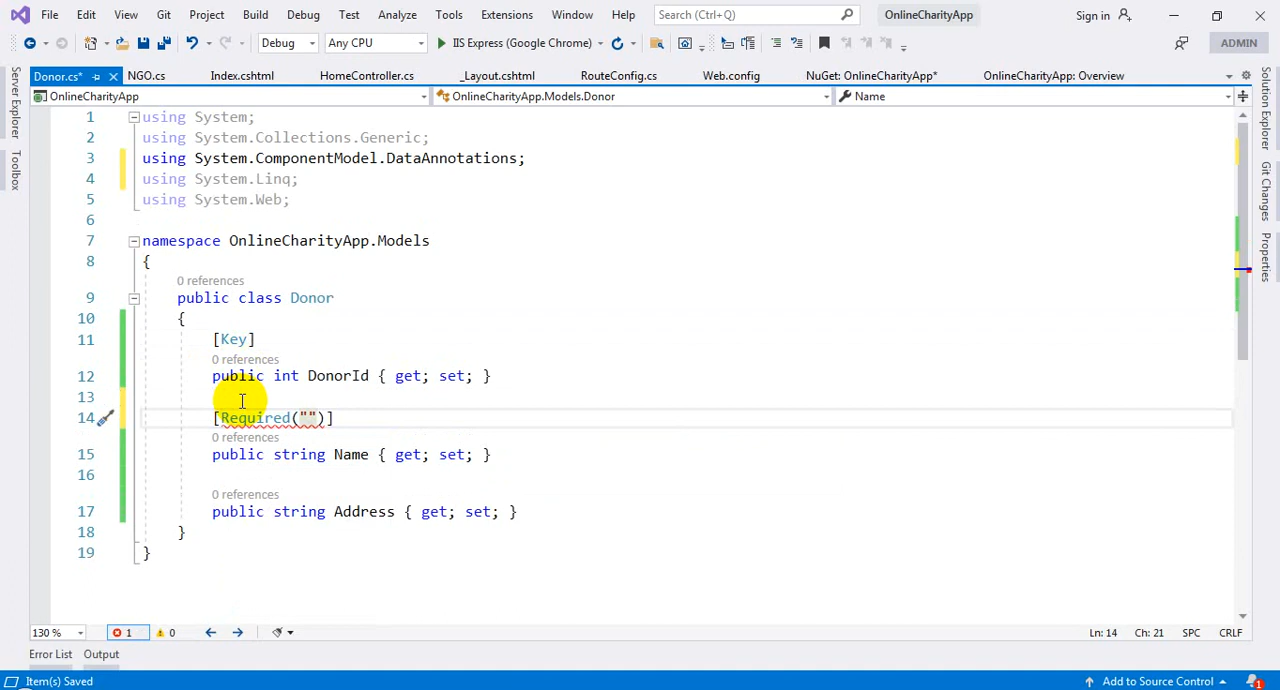 File Edit View Git Project Build Debug Test Analyze Tools Extensions Window Help Search (Ctrl+Q) OnlineCharityApp Sign in
Debug Any CPU IIS Express (Google Chrome) ADMIN
Donor.cs* NGO.cs Index.cshtml HomeController.cs _Layout.cshtml RouteConfig.cs Web.config NuGet: OnlineCharityApp* OnlineCharityApp: Overview
OnlineCharityApp OnlineCharityApp.Models.Donor Name
Server Explorer
Toolbox
1 using System;
2 using System.Collections.Generic;
3 using System.ComponentModel.DataAnnotations;
4 using System.Linq;
5 using System.Web;
6
7 namespace OnlineCharityApp.Models
8 {
0 references
9 public class Donor
10 {
11 [Key]
0 references
12 public int DonorId { get; set; }
13
14 [Required("")]
0 references
15 public string Name { get; set; }
16
0 references
17 public string Address { get; set; }
18 }
19 }
Solution Explorer
Git Changes
Properties
130 % 1 0 Ln: 14 Ch: 21 SPC CRLF
Error List Output
Item(s) Saved Add to Source Control 1